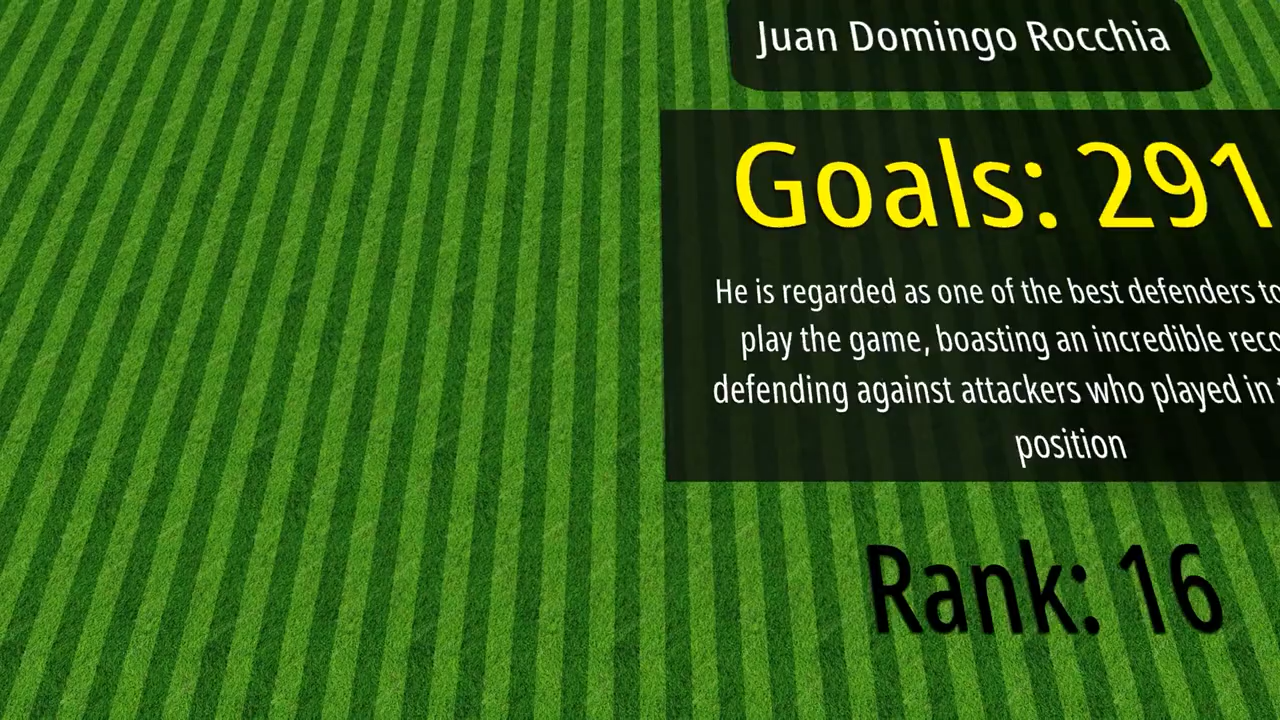 Juan Domingo Rocchia
Goals: 291
He is regarded as one of the best defenders to
play the game, boasting an incredible
defending against attackers who played in
position
Rank: 16